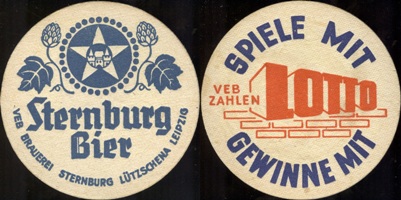 Sternburg
Bier
VEB BRAUEREI STERNBURG LÜTZSCHENA LEIPZIG
SPIELE MIT
VEB
ZAHLEN
LOTTO
GEWINNE MIT